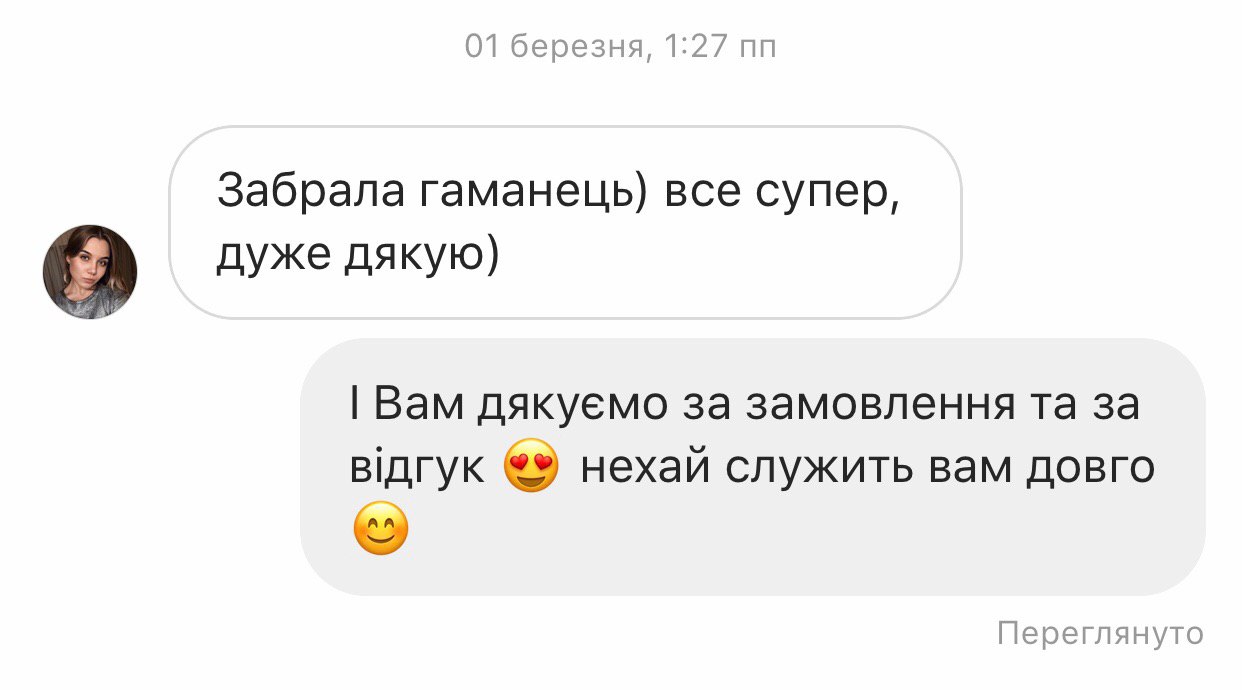 01 березня, 1:27 пп
Забрала гаманець) все супер,
дуже дякую)
І Вам дякуємо за замовлення та за
відгук 😍 нехай служить вам довго
😊
Переглянуто